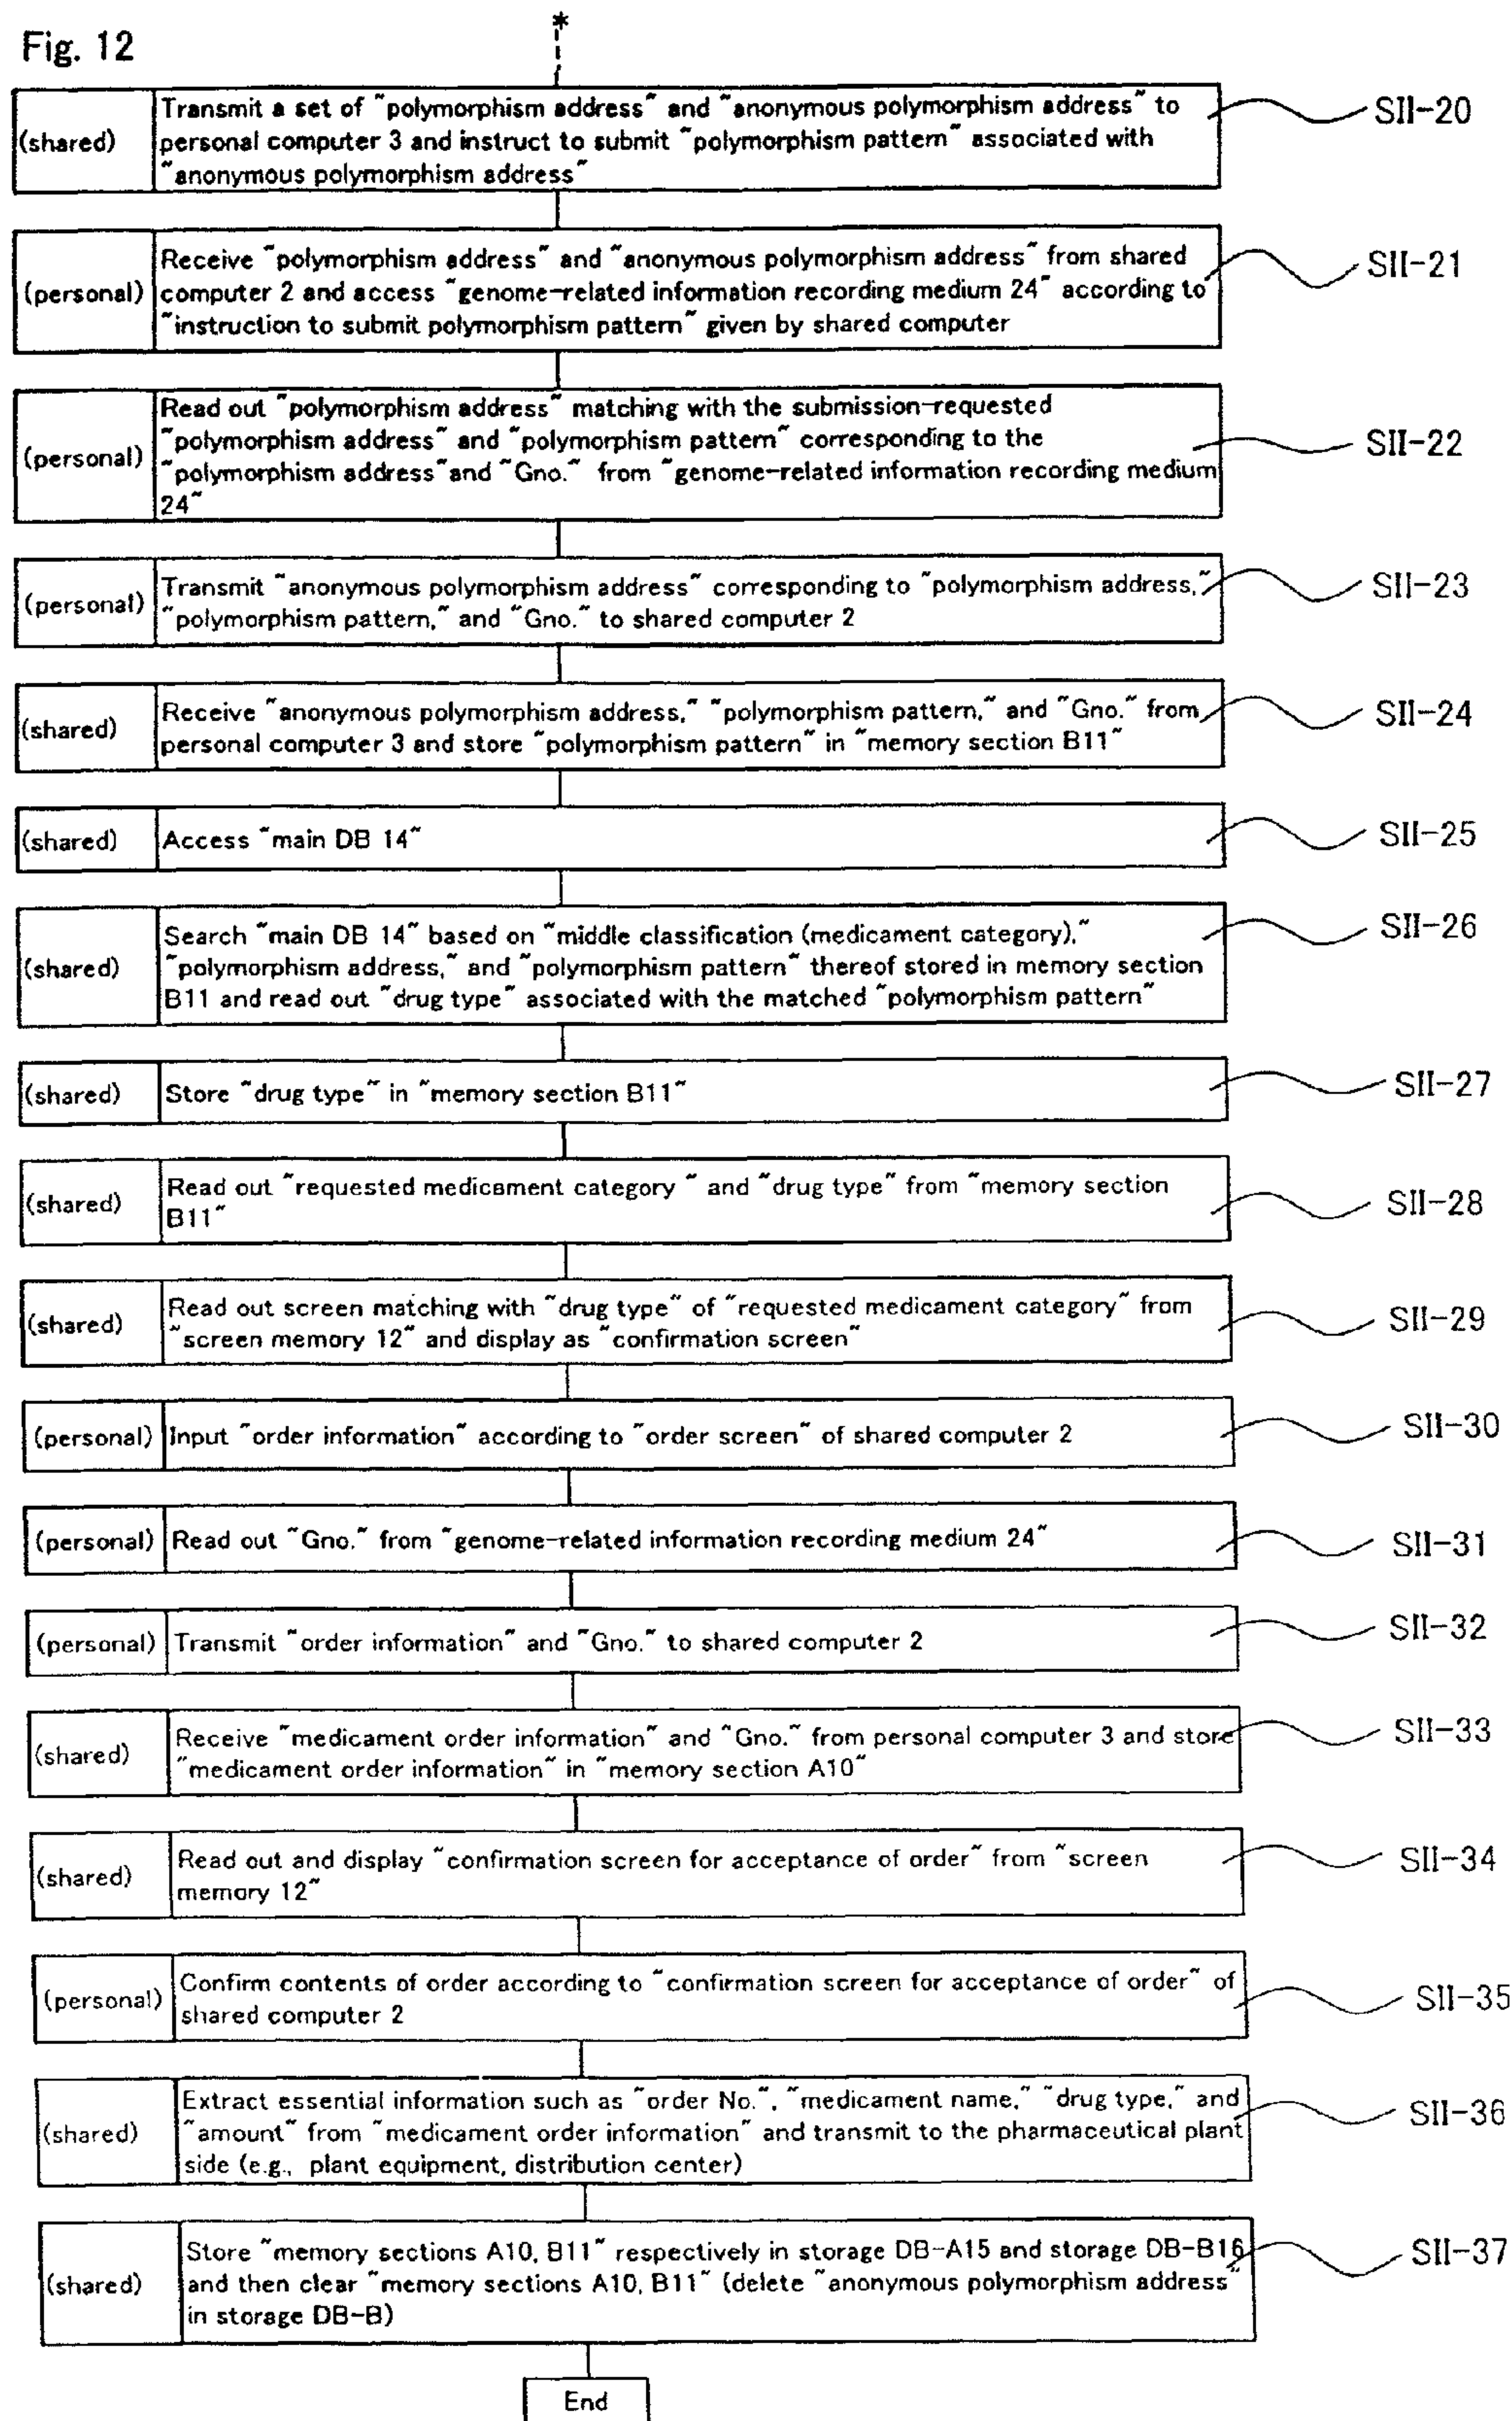 Fig. 12
*
(shared)
Transmit a set of "polymorphism address" and "anonymous polymorphism address" to
personal computer 3 and instruct to submit "polymorphism pattern" associated with
"anonymous polymorphism address"
SII-20
(personal)
Receive "polymorphism address" and "anonymous polymorphism address" from shared
computer 2 and access "genome-related information recording medium 24" according to
"instruction to submit polymorphism pattern" given by shared computer
SII-21
(personal)
Read out "polymorphism address" matching with the submission-requested
"polymorphism address" and "polymorphism pattern" corresponding to the
"polymorphism address"and "Gno." from "genome-related information recording medium
24"
SII-22
(personal)
Transmit "anonymous polymorphism address" corresponding to "polymorphism address,"
"polymorphism pattern," and "Gno." to shared computer 2
SII-23
(shared)
Receive "anonymous polymorphism address," "polymorphism pattern," and "Gno." from
personal computer 3 and store "polymorphism pattern" in "memory section B11"
SII-24
(shared)
Access "main DB 14"
SII-25
(shared)
Search "main DB 14" based on "middle classification (medicament category),"
"polymorphism address," and "polymorphism pattern" thereof stored in memory section
B11 and read out "drug type" associated with the matched "polymorphism pattern"
SII-26
(shared)
Store "drug type" in "memory section B11"
SII-27
(shared)
Read out "requested medicament category " and "drug type" from "memory section
B11"
SII-28
(shared)
Read out screen matching with "drug type" of "requested medicament category" from
"screen memory 12" and display as "confirmation screen"
SII-29
(personal)
Input "order information" according to "order screen" of shared computer 2
SII-30
(personal)
Read out "Gno." from "genome-related information recording medium 24"
SII-31
(personal)
Transmit "order information" and "Gno." to shared computer 2
SII-32
(shared)
Receive "medicament order information" and "Gno." from personal computer 3 and store
"medicament order information" in "memory section A10"
SII-33
(shared)
Read out and display "confirmation screen for acceptance of order" from "screen
memory 12"
SII-34
(personal)
Confirm contents of order according to "confirmation screen for acceptance of order" of
shared computer 2
SII-35
(shared)
Extract essential information such as "order No.", "medicament name," "drug type," and
"amount" from "medicament order information" and transmit to the pharmaceutical plant
side (e.g., plant equipment, distribution center)
SII-36
(shared)
Store "memory sections A10, B11" respectively in storage DB-A15 and storage DB-B16
and then clear "memory sections A10, B11" (delete "anonymous polymorphism address"
in storage DB-B)
SII-37
End